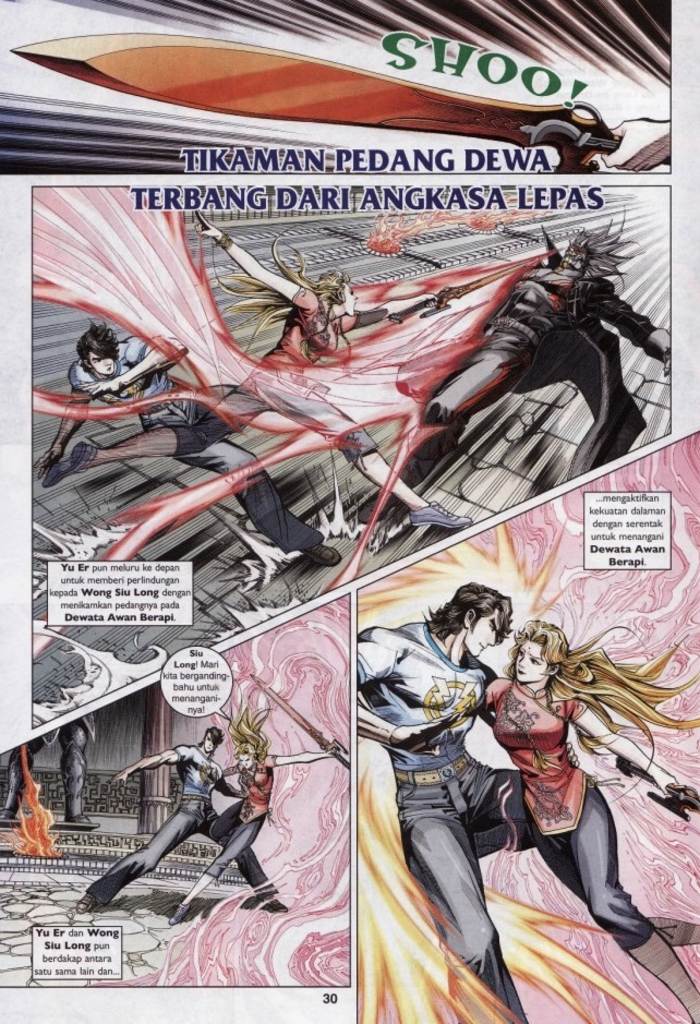 SHOO!
TIKAMAN PEDANG DEWA
TERBANG DARI ANGKASA LEPAS
Yu Er pun meluru ke depan
untuk memberi perlindungan
kepada Wong Siu Long dengan
menikamkan pedangnya pada
Dewata Awan Berapi.
...mengaktifkan
kekuatan dalaman
dengan serentak
untuk menangani
Dewata Awan
Berapi.
Siu
Long! Mari
kita berganding-
bahu untuk
menangani-
nya!
Yu Er dan Wong
Siu Long pun
berdakap antara
satu sama lain dan...
30